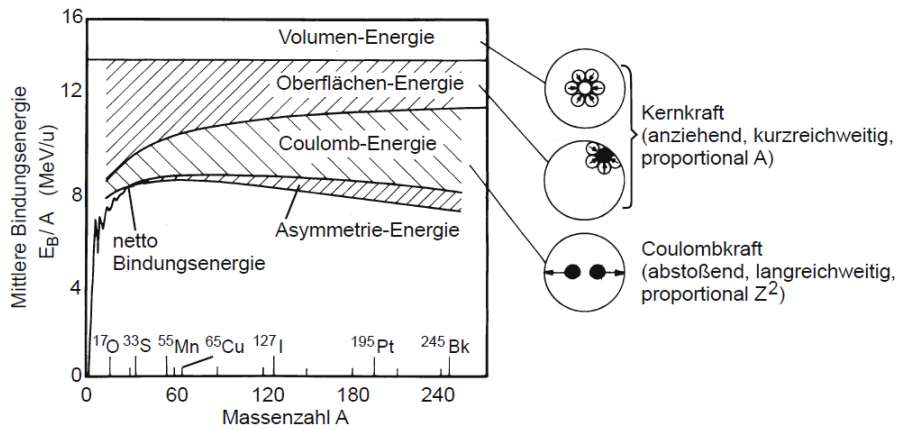 Mittlere Bindungsenergie
E_B/ A (MeV/u)
16
12
8
4
0
Volumen-Energie
Oberflächen-Energie
Coulomb-Energie
Asymmetrie-Energie
netto
Bindungsenergie
¹⁷O ³³S ⁵⁵Mn ⁶⁵Cu ¹²⁷I ¹⁹⁵Pt ²⁴⁵Bk
0 60 120 180 240
Massenzahl A
Kernkraft
(anziehend, kurzreichweitig,
proportional A)
Coulombkraft
(abstoßend, langreichweitig,
proportional Z²)